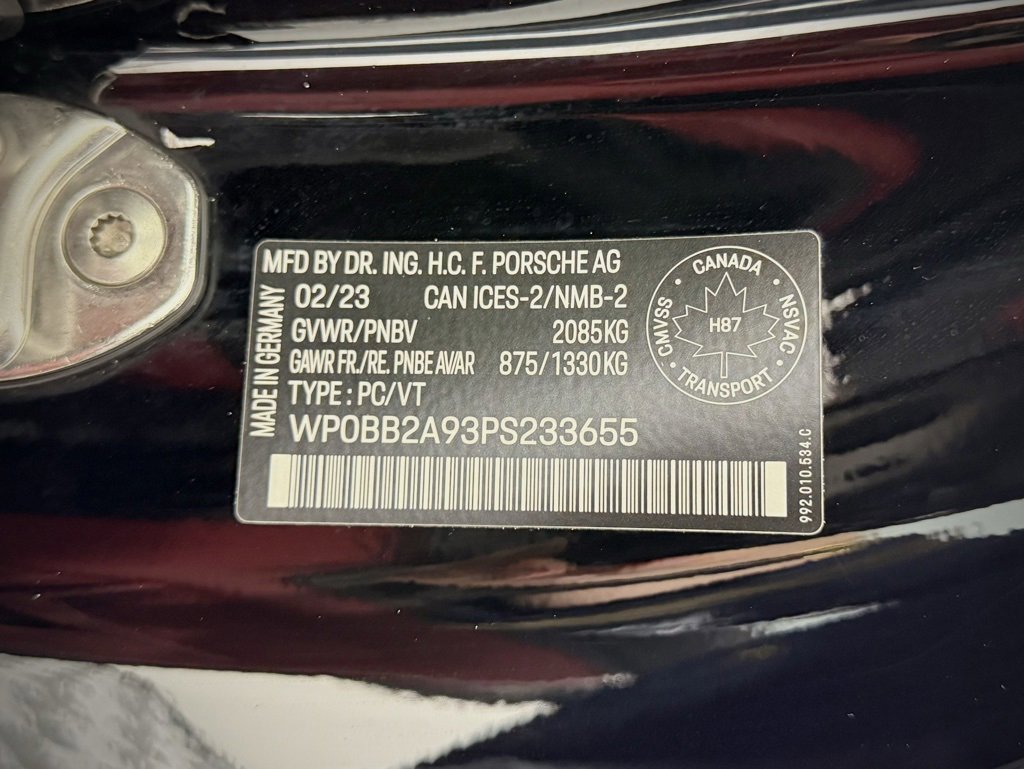 MFD BY DR. ING. H.C. F. PORSCHE AG
02/23 CAN ICES-2/NMB-2
GVWR/PNBV 2085KG
GAWR FR./RE. PNBE AV/AR 875/1330KG
TYPE : PC/VT
WP0BB2A93PS233655
MADE IN GERMANY
CANADA
CMVSS
NSVAC
H87
TRANSPORT
992.010.534.C